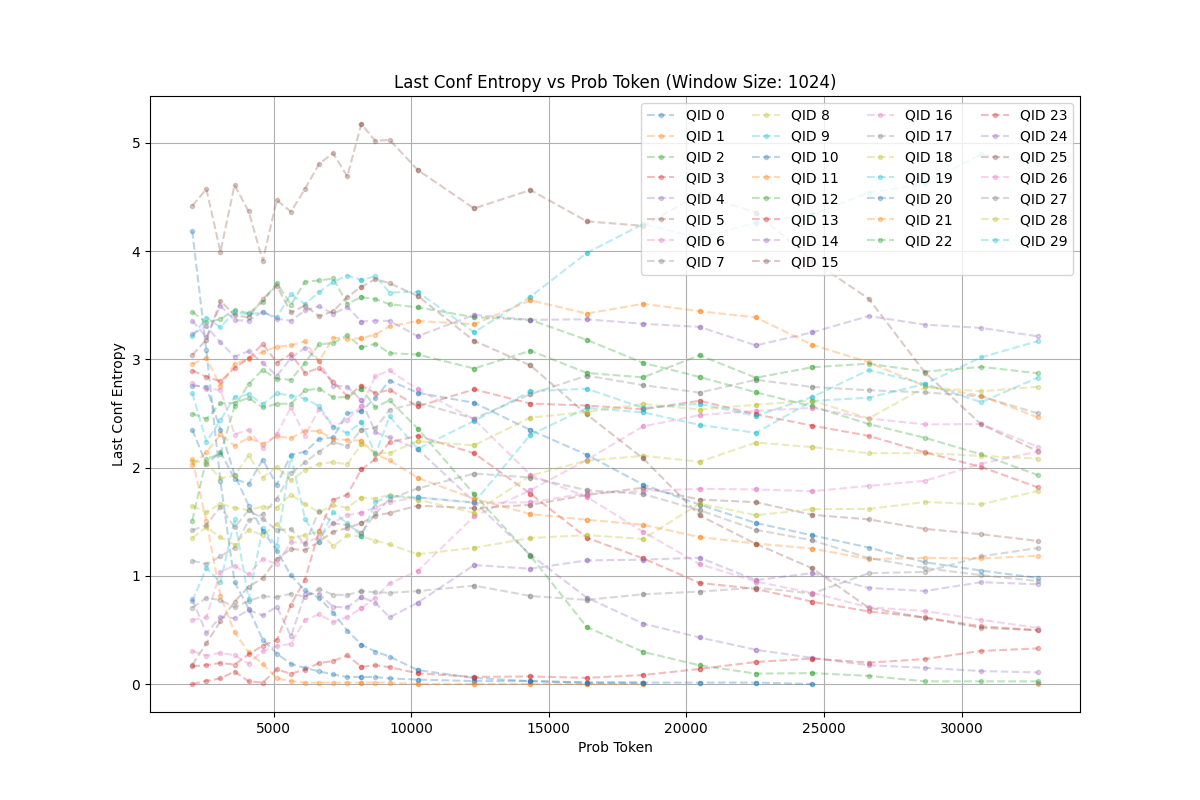 Last Conf Entropy vs Prob Token (Window Size: 1024)
QID 0 QID 8 QID 16 QID 23
QID 1 QID 9 QID 17 QID 24
QID 2 QID 10 QID 18 QID 25
QID 3 QID 11 QID 19 QID 26
QID 4 QID 12 QID 20 QID 27
QID 5 QID 13 QID 21 QID 28
QID 6 QID 14 QID 22 QID 29
QID 7 QID 15
5
4
3
2
1
0
Last Conf Entropy
5000 10000 15000 20000 25000 30000
Prob Token